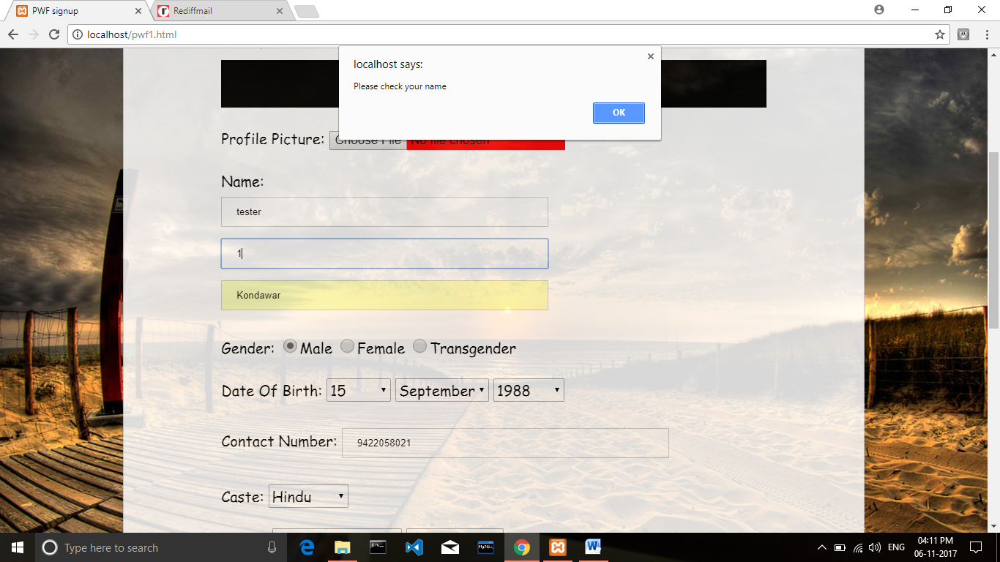 PWF signup
Rediffmail
localhost/pwf1.html
localhost says:
Please check your name
OK
Profile Picture: Choose File No file chosen
Name:
tester
1
Kondawar
Gender: Male Female Transgender
Date Of Birth: 15 September 1988
Contact Number: 9422058021
Caste: Hindu
Type here to search
ENG
04:11 PM
06-11-2017